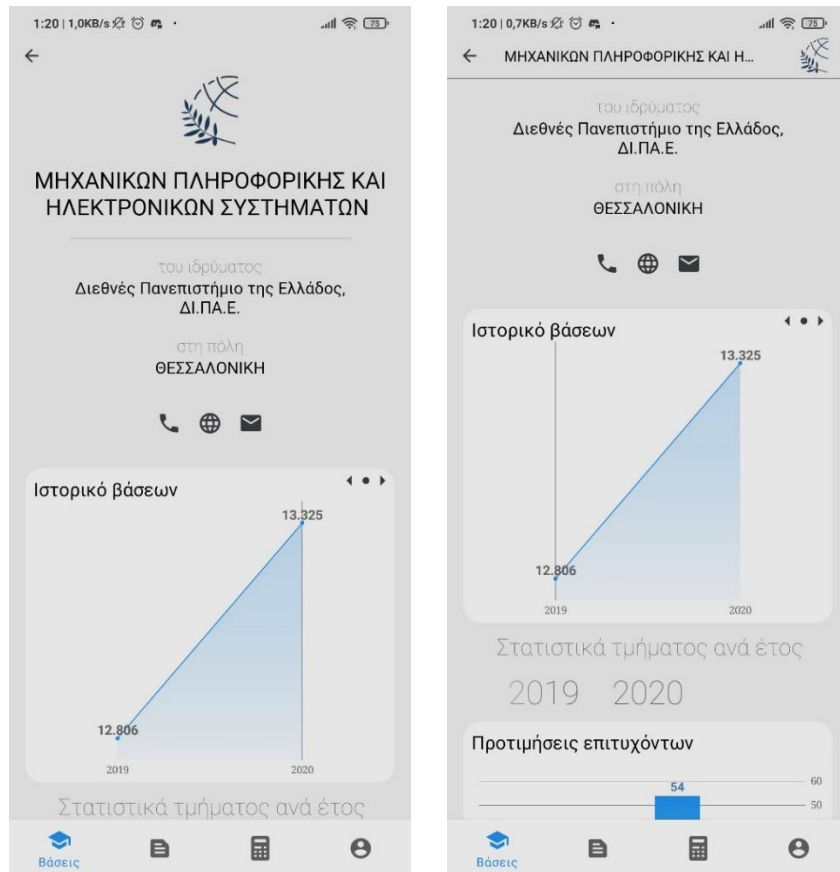 1:20 | 1,0KB/s
75
ΜΗΧΑΝΙΚΩΝ ΠΛΗΡΟΦΟΡΙΚΗΣ ΚΑΙ
ΗΛΕΚΤΡΟΝΙΚΩΝ ΣΥΣΤΗΜΑΤΩΝ
του ιδρύματος
Διεθνές Πανεπιστήμιο της Ελλάδος,
ΔΙ.ΠΑ.Ε.
στη πόλη
ΘΕΣΣΑΛΟΝΙΚΗ
Ιστορικό βάσεων
13.325
12.806
2019 2020
Στατιστικά τμήματος ανά έτος
Βάσεις
1:20 | 0,7KB/s
75
ΜΗΧΑΝΙΚΩΝ ΠΛΗΡΟΦΟΡΙΚΗΣ ΚΑΙ Η...
του ιδρύματος
Διεθνές Πανεπιστήμιο της Ελλάδος,
ΔΙ.ΠΑ.Ε.
στη πόλη
ΘΕΣΣΑΛΟΝΙΚΗ
Ιστορικό βάσεων
13.325
12.806
2019 2020
Στατιστικά τμήματος ανά έτος
2019 2020
Προτιμήσεις επιτυχόντων
60
54
50
Βάσεις